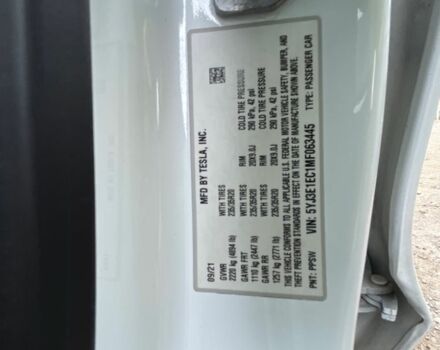 MFD BY TESLA, INC.
09/21
GVWR
2220 kg (4894 lb)
GAWR FRT WITH TIRES RIM COLD TIRE PRESSURE
1110 kg (2447 lb) 235/35R20 20X9.0J 290 kPa, 42 psi
GAWR RR WITH TIRES RIM COLD TIRE PRESSURE
1257 kg (2771 lb) 235/35R20 20X9.0J 290 kPa, 42 psi
THIS VEHICLE CONFORMS TO ALL APPLICABLE U.S. FEDERAL MOTOR VEHICLE SAFETY, BUMPER, AND
THEFT PREVENTION STANDARDS IN EFFECT ON THE DATE OF MANUFACTURE SHOWN ABOVE.
PNT: PPSW VIN: 5YJ3E1EC1MF063445 TYPE: PASSENGER CAR